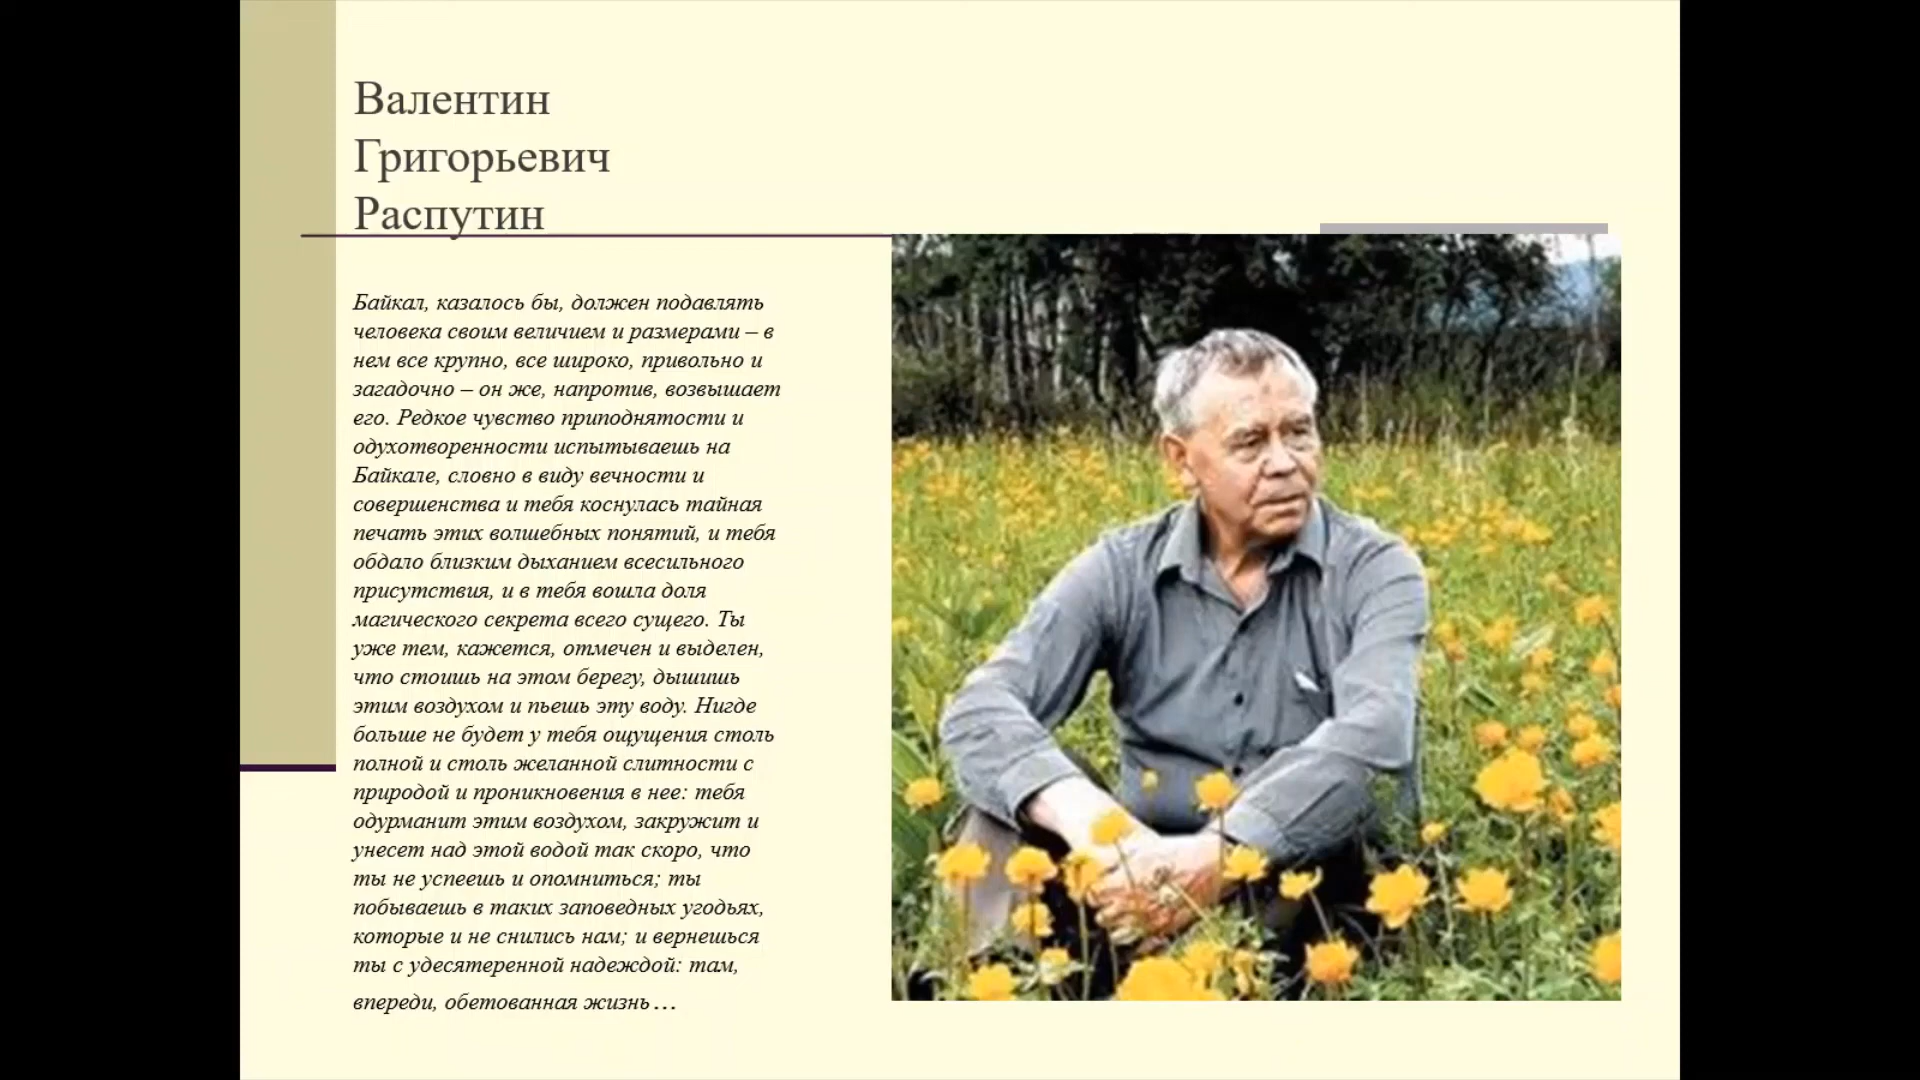 Валентин
Григорьевич
Распутин
Байкал, казалось бы, должен подавлять
человека своим величием и размерами – в
нем все крупно, все широко, привольно и
загадочно – он же, напротив, возвышает
его. Редкое чувство приподнятости и
одухотворенности испытываешь на
Байкале, словно в виду вечности и
совершенства и тебя коснулась тайная
печать этих волшебных понятий, и тебя
обдало близким дыханием всесильного
присутствия, и в тебя вошла доля
магического секрета всего сущего. Ты
уже тем, кажется, отмечен и выделен,
что стоишь на этом берегу, дышишь
этим воздухом и пьешь эту воду. Нигде
больше не будет у тебя ощущения столь
полной и столь желанной слитности с
природой и проникновения в нее: тебя
одурманит этим воздухом, закружит и
унесет над этой водой так скоро, что
ты не успеешь и опомниться; ты
побываешь в таких заповедных угодьях,
которые и не снились нам; и вернешься
ты с удесятеренной надеждой: там,
впереди, обетованная жизнь…